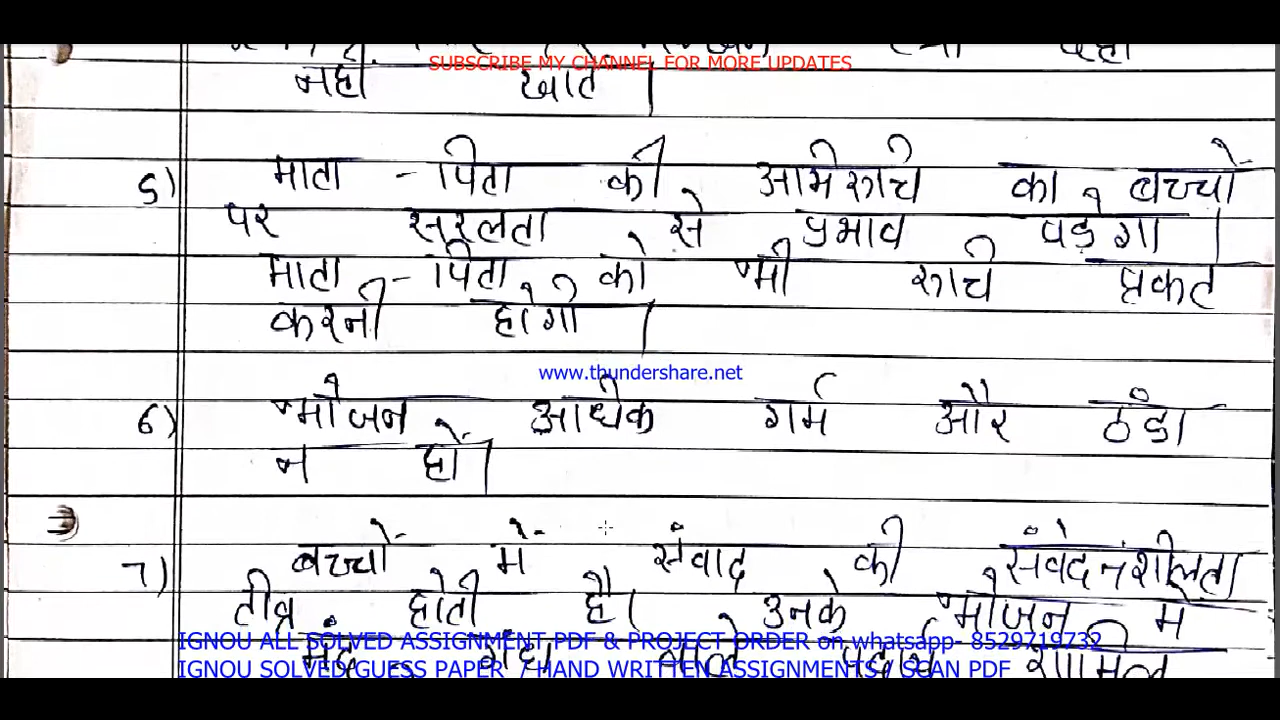 SUBSCRIBE MY CHANNEL FOR MORE UPDATES
नहीं खाते।
5) माता - पिता की अभिरूचि का बच्चों
पर सरलता से प्रभाव पड़ेगा।
माता - पिता को भी रूचि प्रकट
करनी होगी।
www.thundershare.net
6) भोजन अधिक गर्म और ठंडा
न हों।
7) बच्चों में संवाद की संवेदनशीलता
तीव्र होती है। उनके भोजन में
IGNOU ALL SOLVED ASSIGNMENT PDF & PROJECT ORDER on whatsapp- 8529719732
मंद गंध वाले पदार्थ शामिल
IGNOU SOLVED GUESS PAPER / HAND WRITTEN ASSIGNMENTS / SCAN PDF